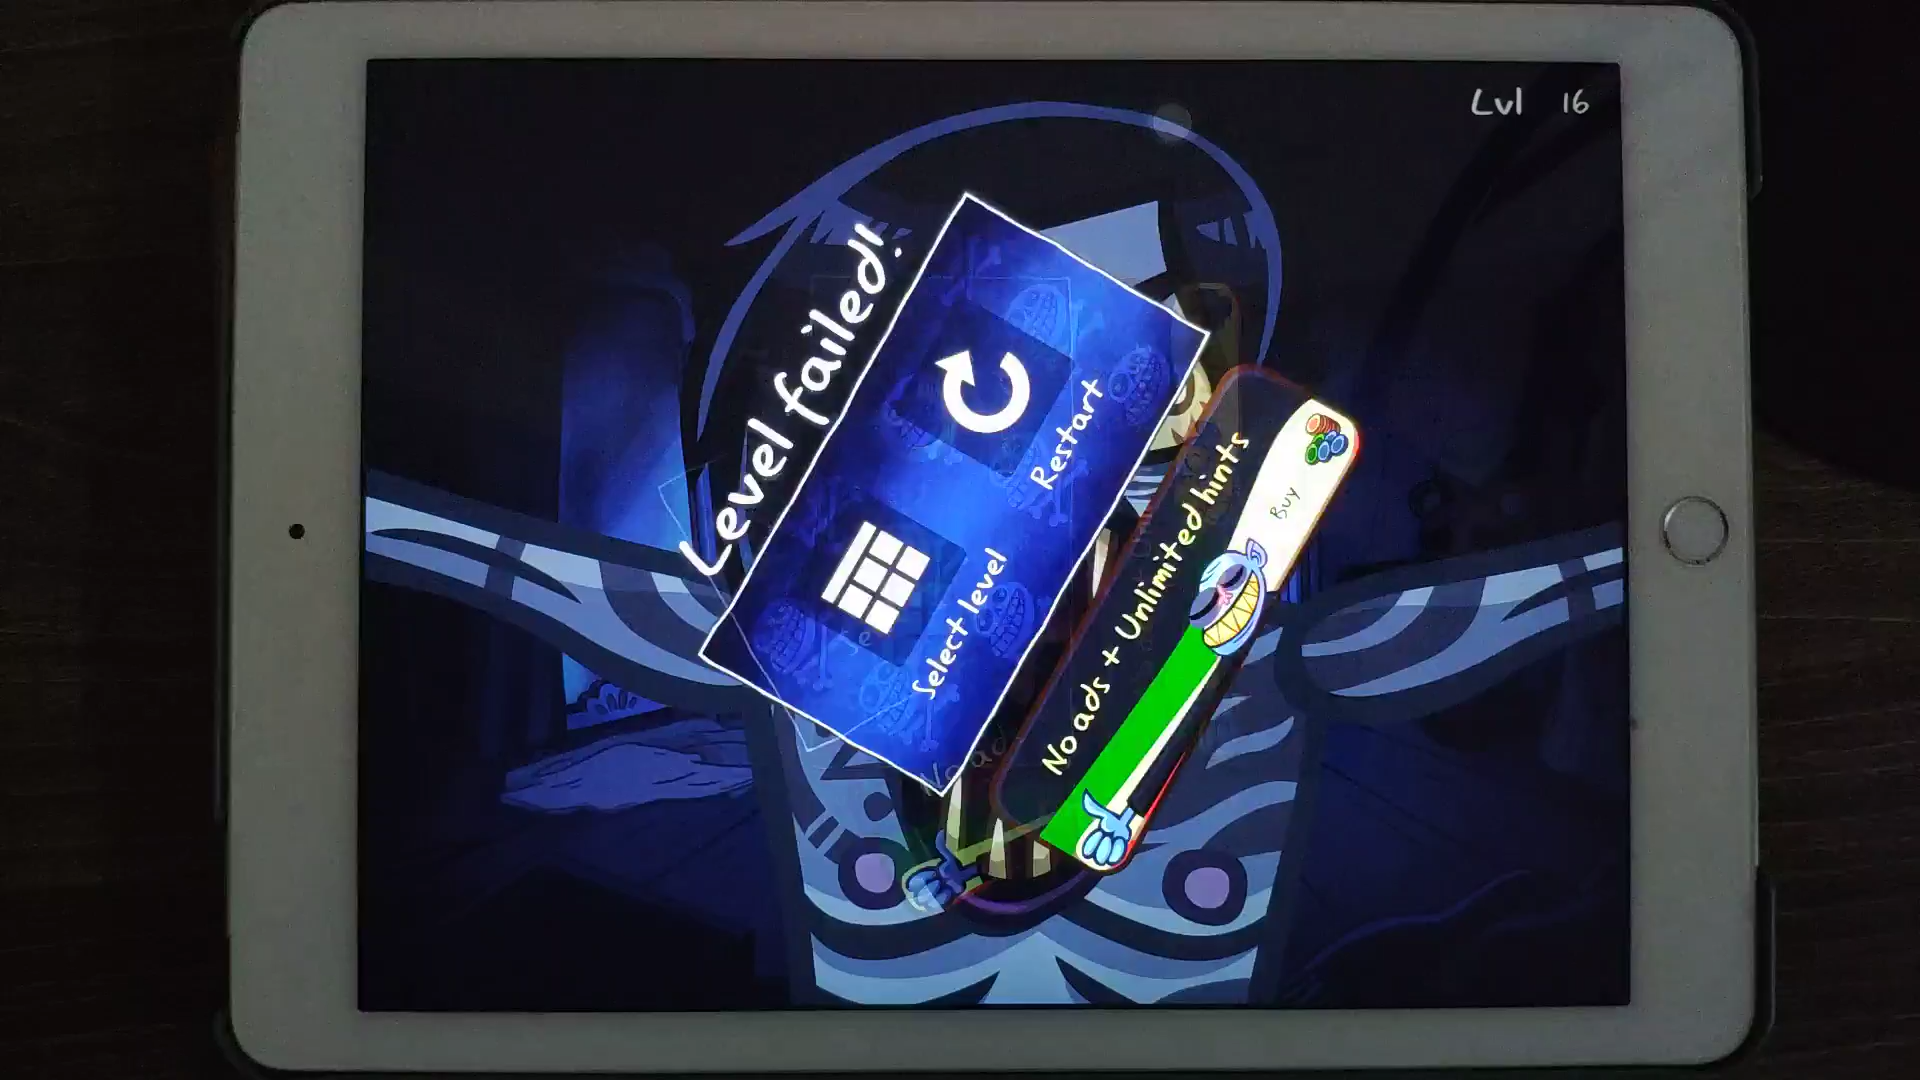 Lvl 16
Level failed!
Select level
Restart
No ads + Unlimited hints
Buy